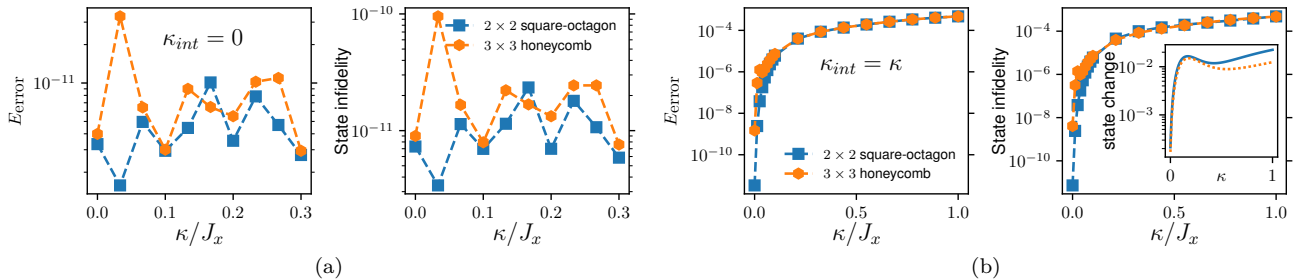 E_error
10^{-11}
κ_{int} = 0
0.0 0.1 0.2 0.3
κ/J_x
State infidelity
10^{-10}
10^{-11}
2 × 2 square-octagon
3 × 3 honeycomb
0.0 0.1 0.2 0.3
κ/J_x
(a)
E_error
10^{-4}
10^{-6}
10^{-8}
10^{-10}
κ_{int} = κ
2 × 2 square-octagon
3 × 3 honeycomb
0.0 0.5 1.0
κ/J_x
State infidelity
10^{-4}
10^{-6}
10^{-8}
10^{-10}
state change
10^{-2}
10^{-3}
0 1
κ
0.0 0.5 1.0
κ/J_x
(b)